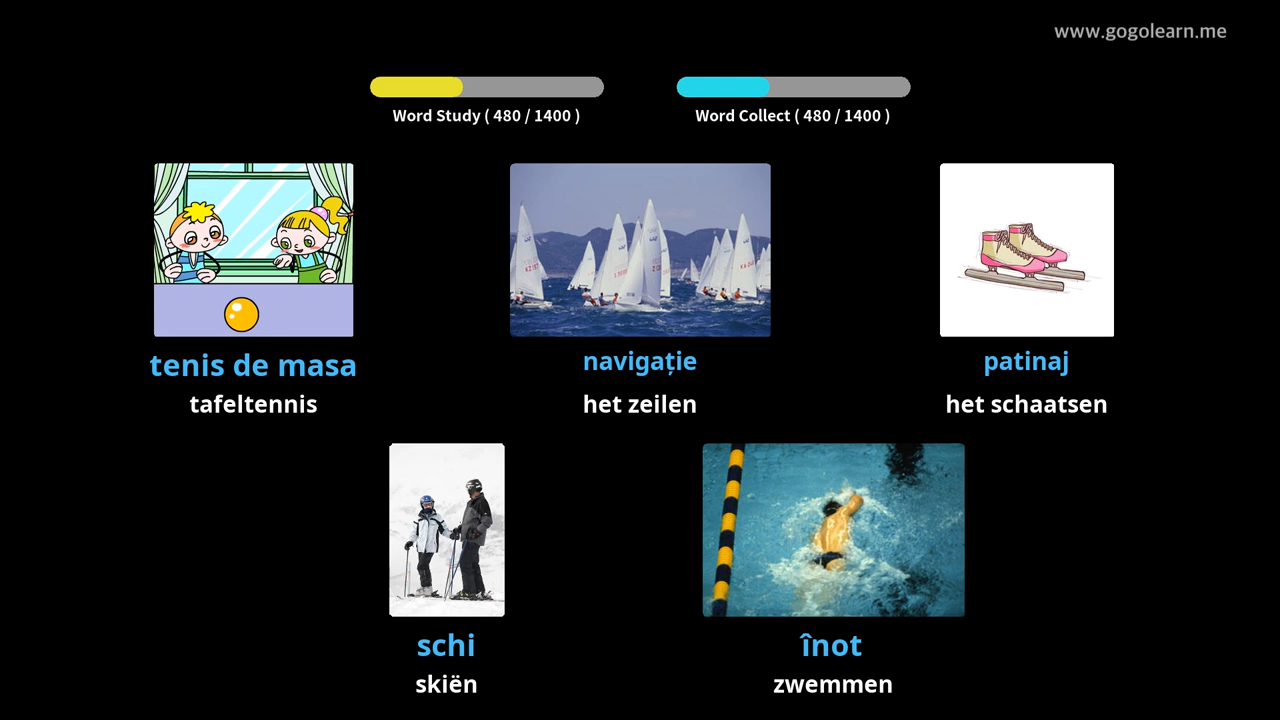 www.gogolearn.me
Word Study ( 480 / 1400 )
Word Collect ( 480 / 1400 )
tenis de masa
tafeltennis
navigație
het zeilen
patinaj
het schaatsen
schi
skiën
înot
zwemmen